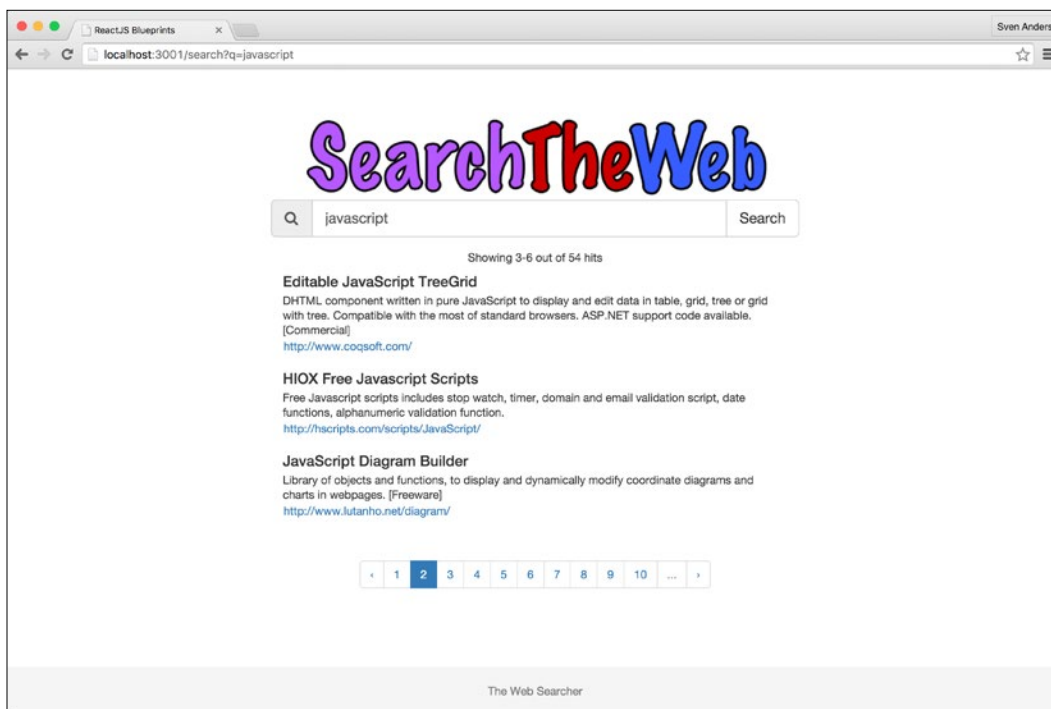 ReactJS Blueprints
Sven Anders
localhost:3001/search?q=javascript
SearchTheWeb
javascript
Search
Showing 3-6 out of 54 hits
Editable JavaScript TreeGrid
DHTML component written in pure JavaScript to display and edit data in table, grid, tree or grid
with tree. Compatible with the most of standard browsers. ASP.NET support code available.
[Commercial]
http://www.coqsoft.com/
HIOX Free Javascript Scripts
Free Javascript scripts includes stop watch, timer, domain and email validation script, date
functions, alphanumeric validation function.
http://hscripts.com/scripts/JavaScript/
JavaScript Diagram Builder
Library of objects and functions, to display and dynamically modify coordinate diagrams and
charts in webpages. [Freeware]
http://www.lutanho.net/diagram/
‹ 1 2 3 4 5 6 7 8 9 10 ... ›
The Web Searcher